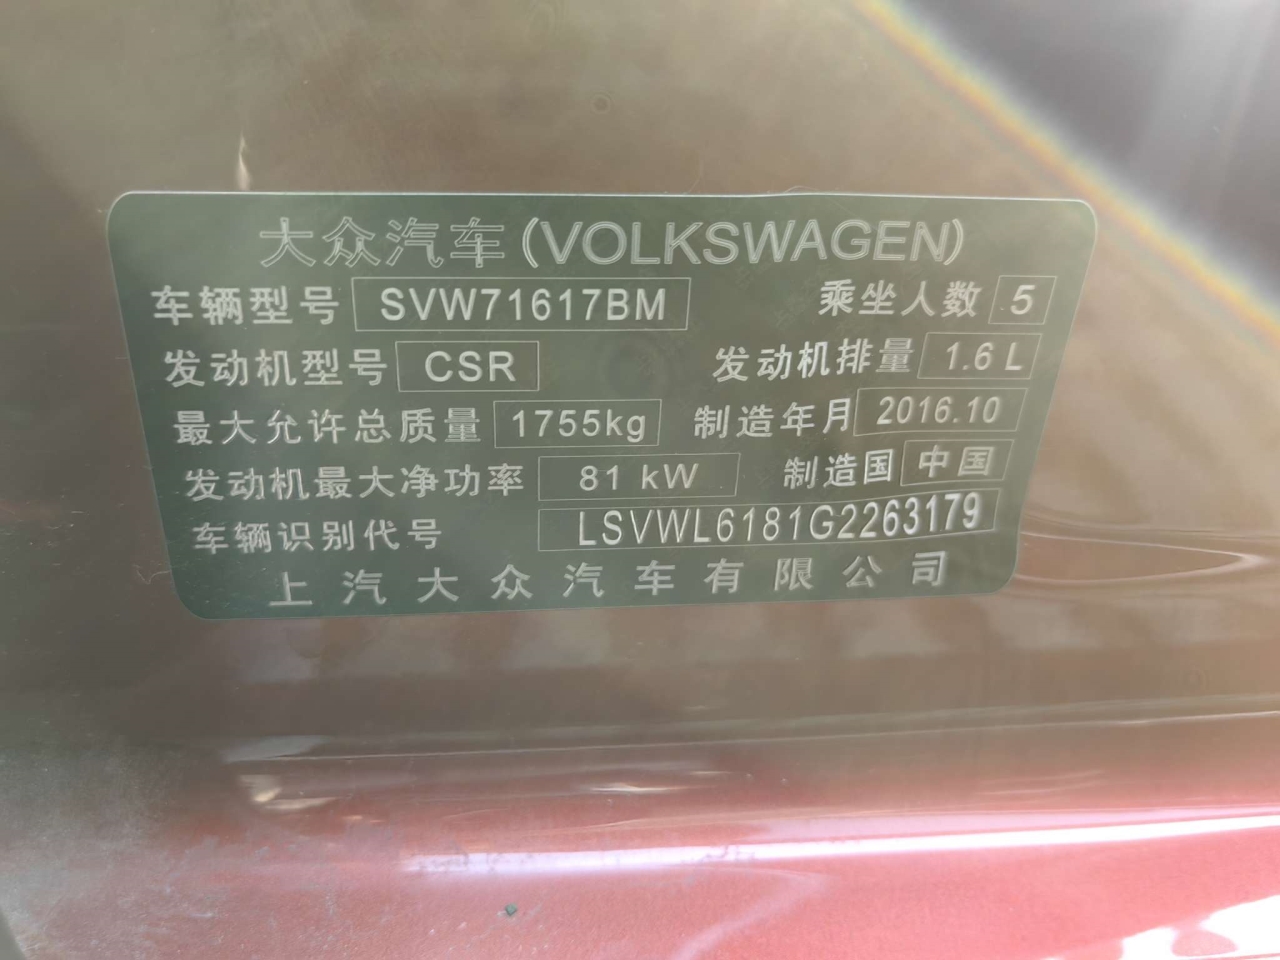 大众汽车(VOLKSWAGEN)
车辆型号 SVW71617BM 乘坐人数 5
发动机型号 CSR 发动机排量 1.6 L
最大允许总质量 1755kg 制造年月 2016.10
发动机最大净功率 81 kW 制造国 中国
车辆识别代号 LSVWL6181G2263179
上汽大众汽车有限公司